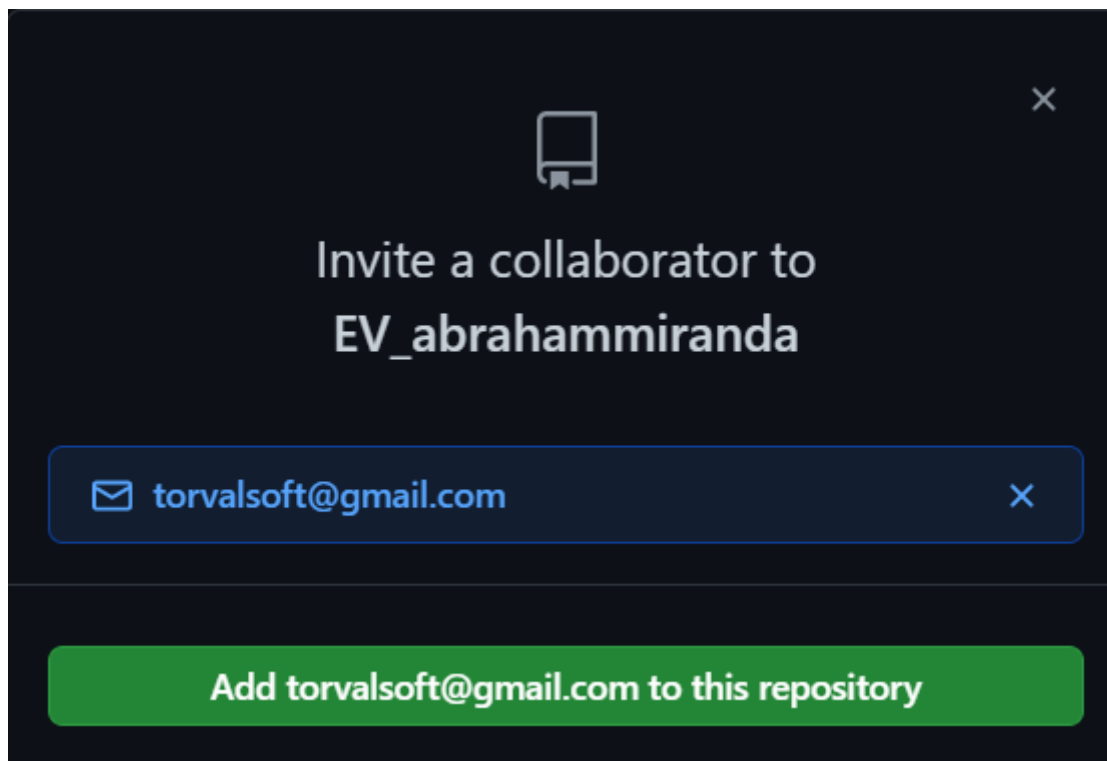 Invite a collaborator to
EV_abrahammiranda
torvalsoft@gmail.com
Add torvalsoft@gmail.com to this repository